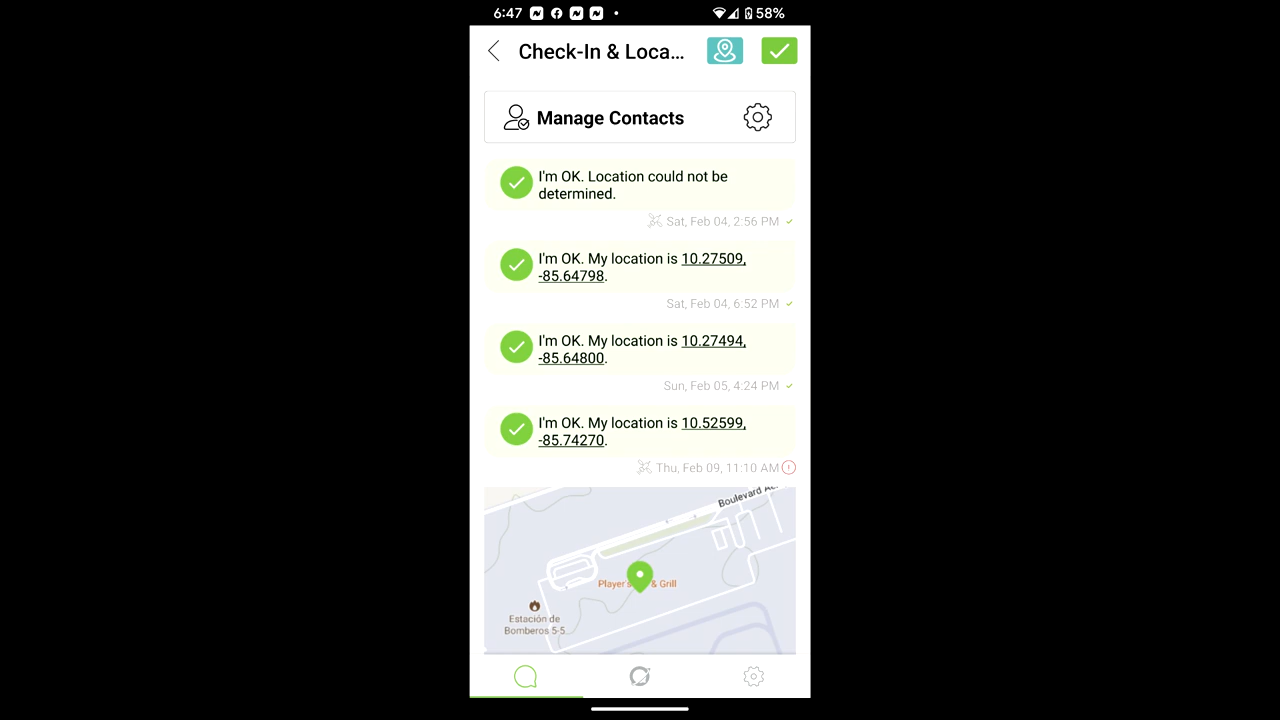 6:47
58%
Check-In & Loca...
Manage Contacts
I'm OK. Location could not be
determined.
Sat, Feb 04, 2:56 PM
I'm OK. My location is 10.27509,
-85.64798.
Sat, Feb 04, 6:52 PM
I'm OK. My location is 10.27494,
-85.64800.
Sun, Feb 05, 4:24 PM
I'm OK. My location is 10.52599,
-85.74270.
Thu, Feb 09, 11:10 AM
Boulevard
Player's & Grill
Estación de
Bomberos 5-5